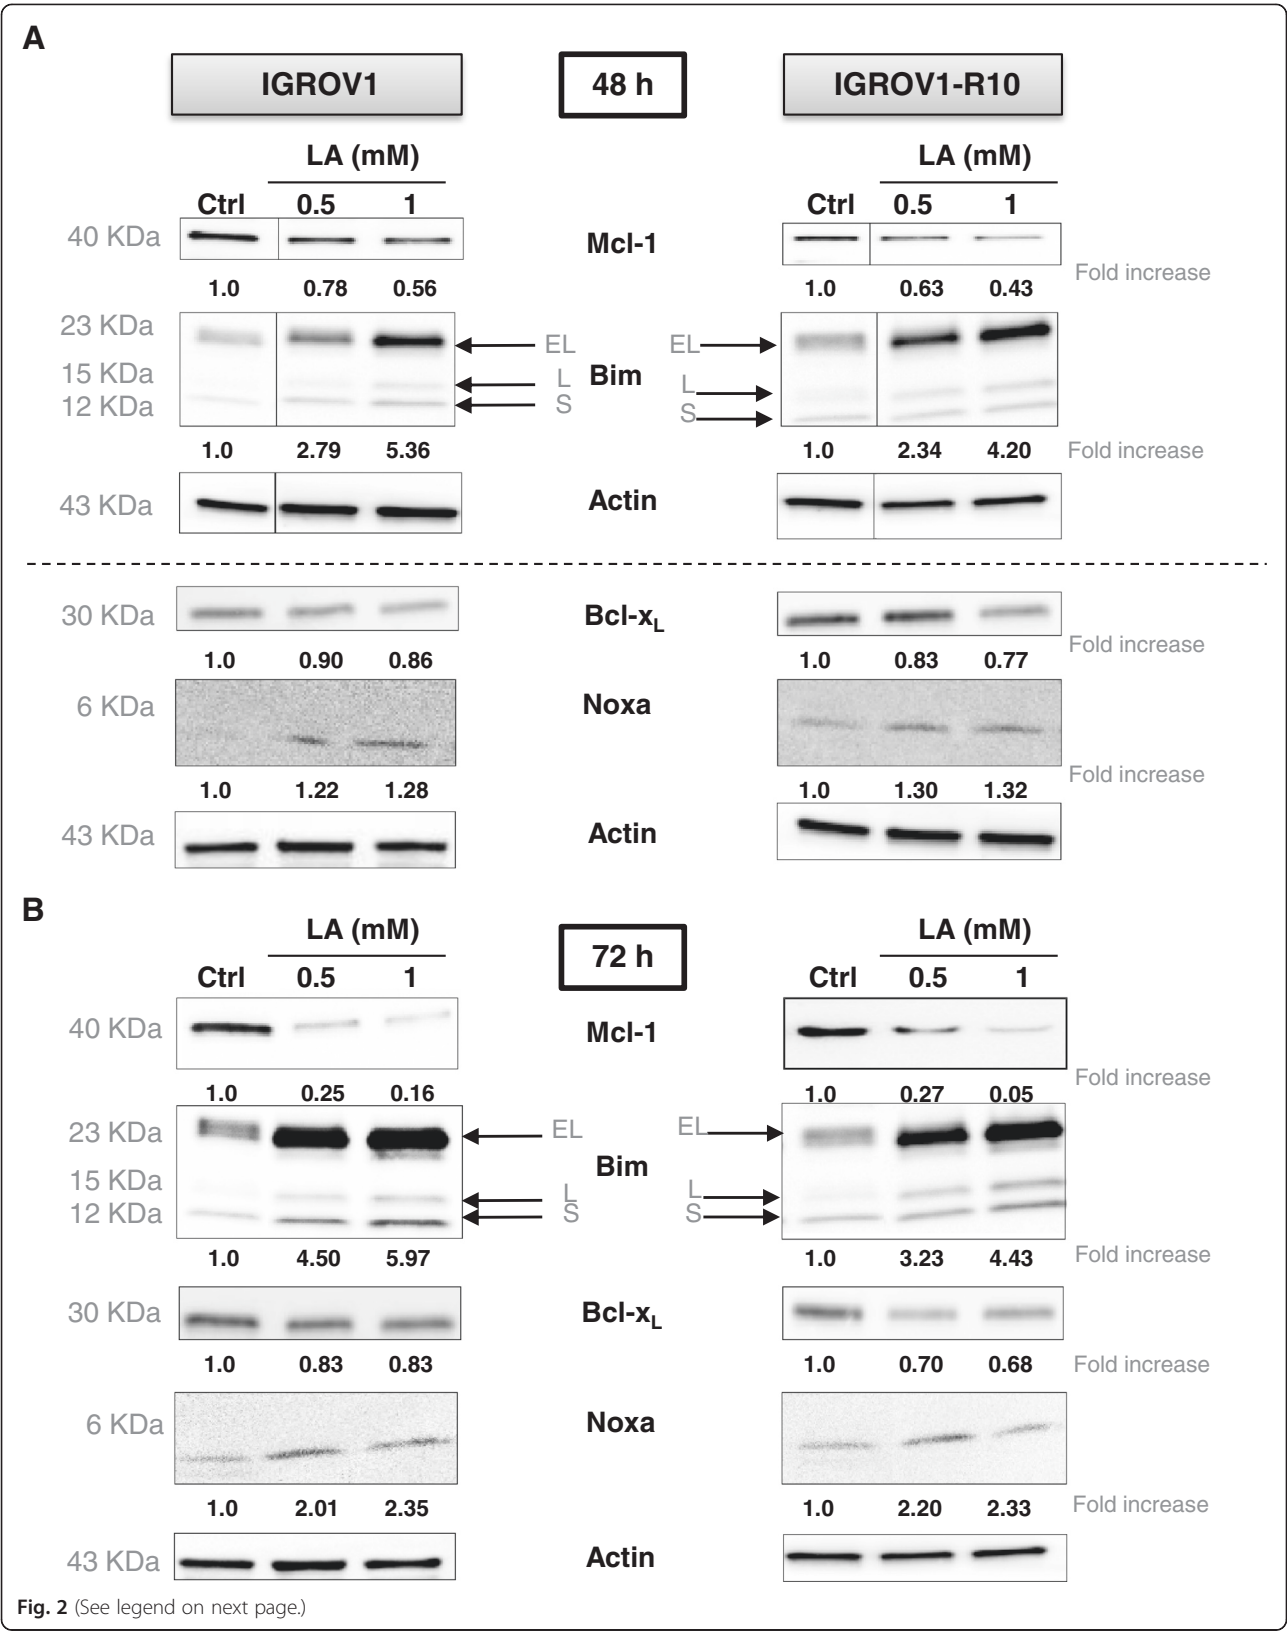 A
IGROV1 48 h IGROV1-R10
LA (mM) LA (mM)
Ctrl 0.5 1 Ctrl 0.5 1
40 KDa Mcl-1
Fold increase
1.0 0.78 0.56 1.0 0.63 0.43
23 KDa
EL EL
15 KDa Bim
L L
12 KDa S S
1.0 2.79 5.36 1.0 2.34 4.20 Fold increase
43 KDa Actin
30 KDa Bcl-xL
Fold increase
1.0 0.90 0.86 1.0 0.83 0.77
6 KDa Noxa
Fold increase
1.0 1.22 1.28 1.0 1.30 1.32
43 KDa Actin
B
LA (mM) 72 h LA (mM)
Ctrl 0.5 1 Ctrl 0.5 1
40 KDa Mcl-1
Fold increase
1.0 0.25 0.16 1.0 0.27 0.05
23 KDa EL EL
Bim
15 KDa L L
12 KDa S S
1.0 4.50 5.97 1.0 3.23 4.43 Fold increase
30 KDa Bcl-xL
1.0 0.83 0.83 1.0 0.70 0.68 Fold increase
6 KDa Noxa
1.0 2.01 2.35 1.0 2.20 2.33 Fold increase
43 KDa Actin
Fig. 2 (See legend on next page.)